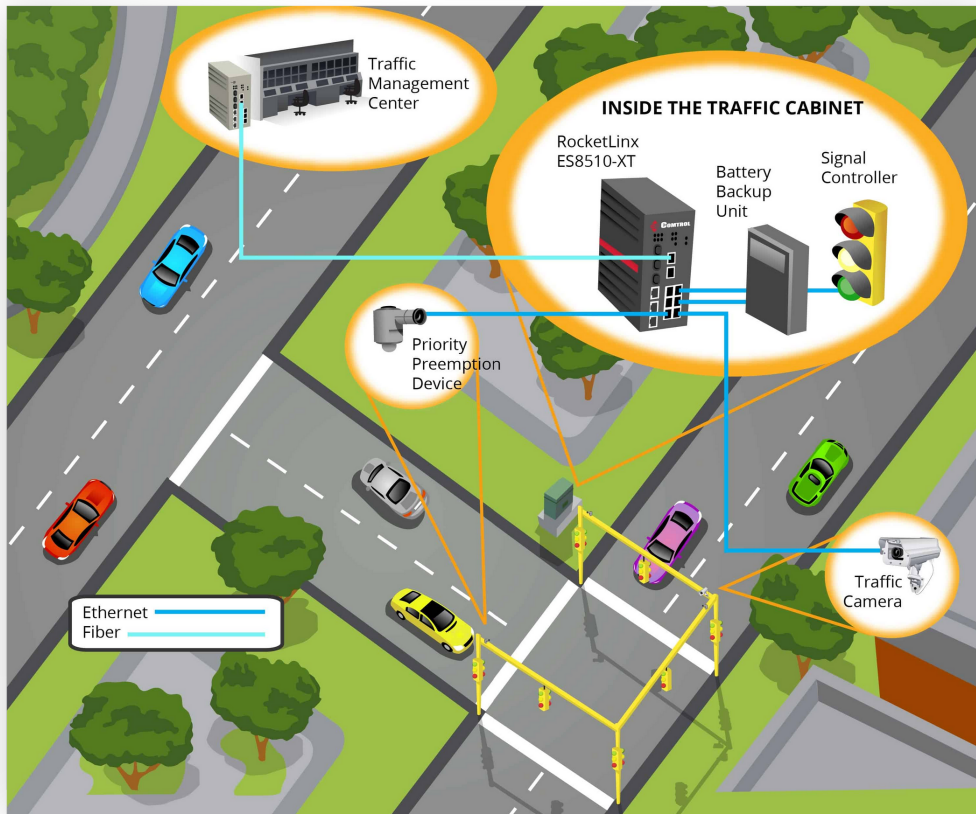 Traffic
Management
Center
INSIDE THE TRAFFIC CABINET
RocketLinx
ES8510-XT
Battery
Backup
Unit
Signal
Controller
COMTROL
Priority
Preemption
Device
Traffic
Camera
Ethernet
Fiber